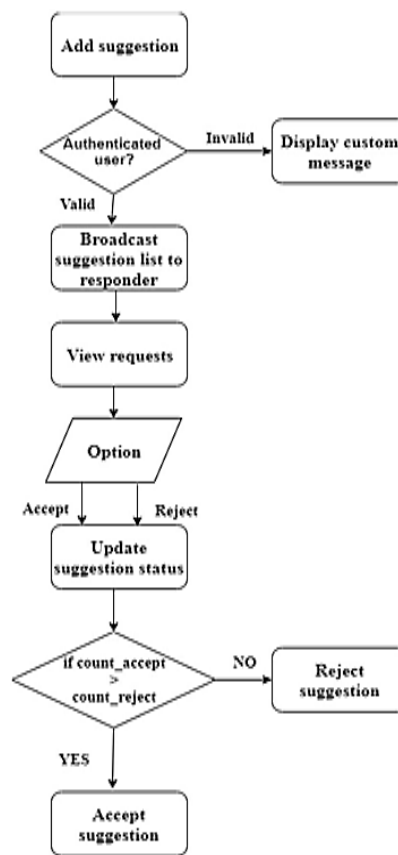 Add suggestion
Authenticated
user?
Invalid
Display custom
message
Valid
Broadcast
suggestion list to
responder
View requests
Option
Accept
Reject
Update
suggestion status
if count_accept
>
count_reject
NO
Reject
suggestion
YES
Accept
suggestion